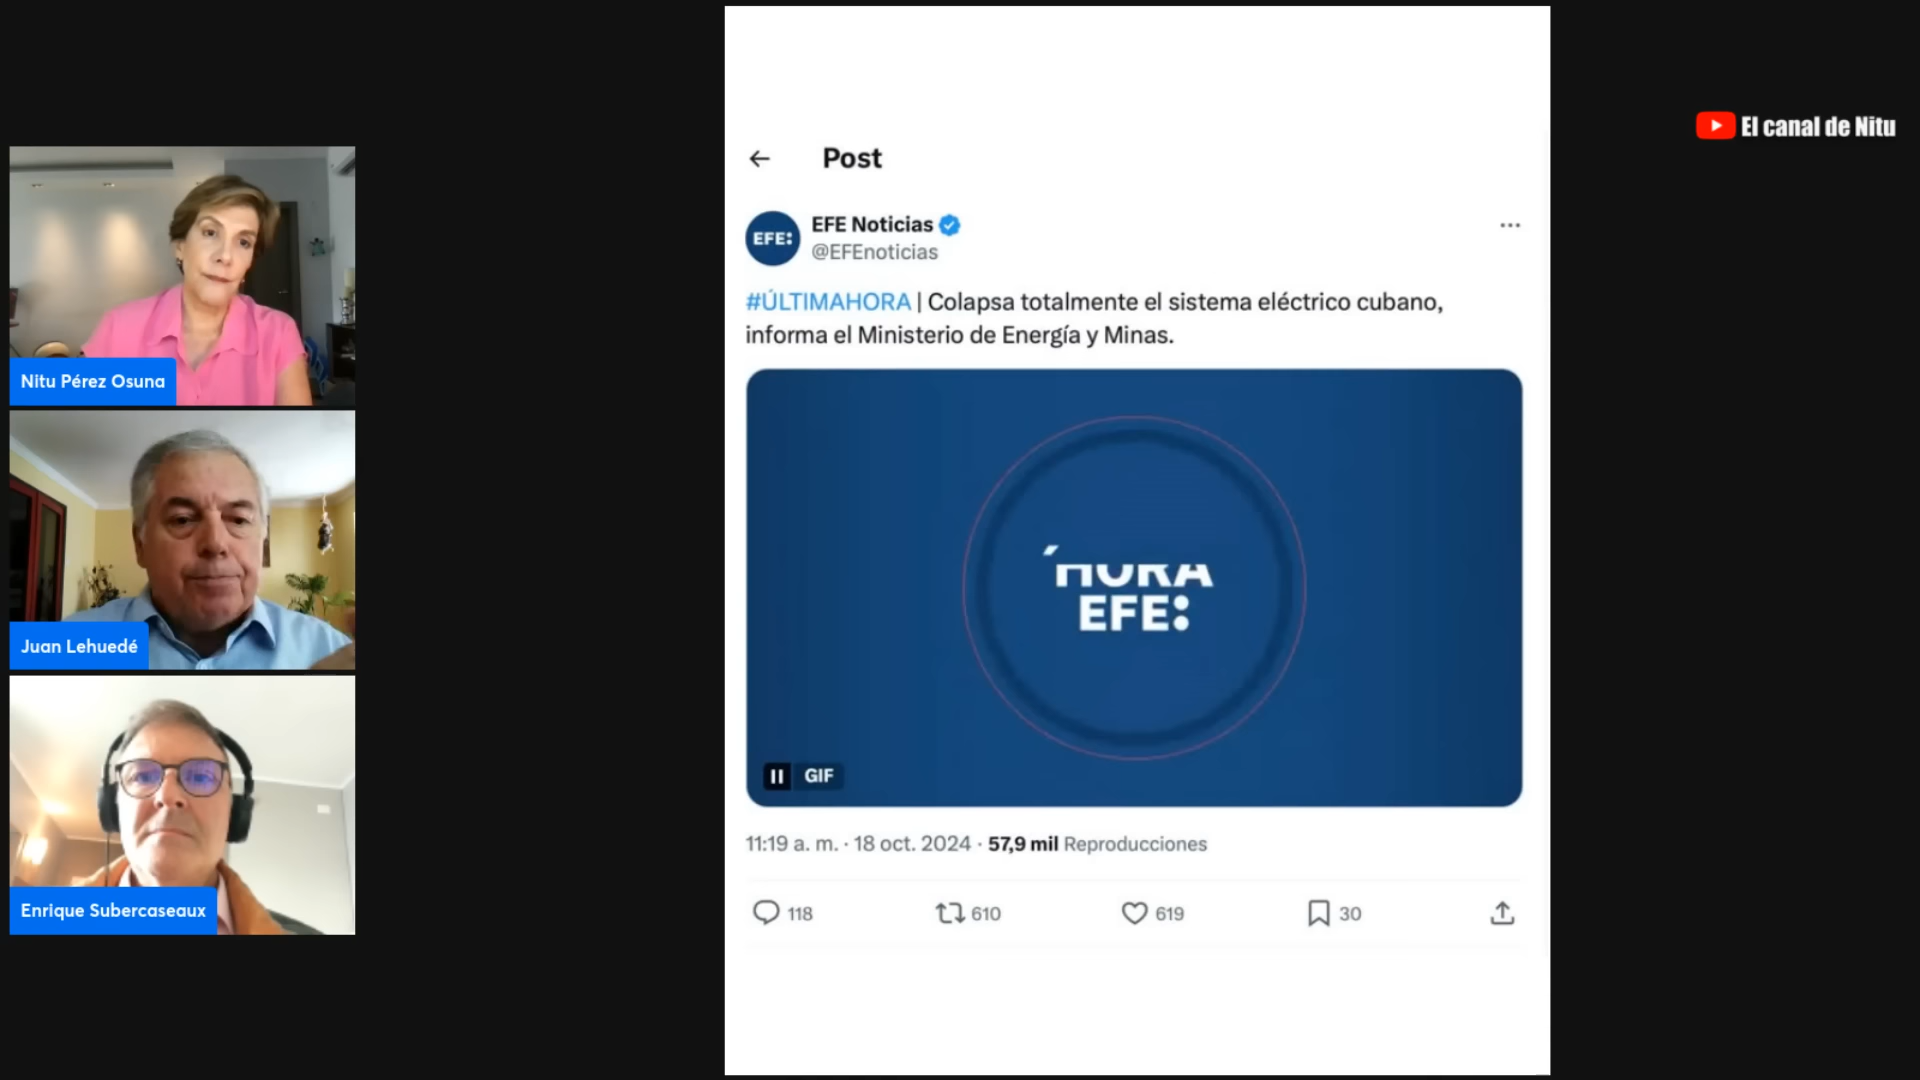 El canal de Nitu
Nitu Pérez Osuna
Juan Lehuedé
Enrique Subercaseaux
Post
EFE:
EFE Noticias
@EFEnoticias
#ÚLTIMAHORA | Colapsa totalmente el sistema eléctrico cubano,
informa el Ministerio de Energía y Minas.
HORA
EFE:
GIF
11:19 a. m. · 18 oct. 2024 · 57,9 mil Reproducciones
118 610 619 30